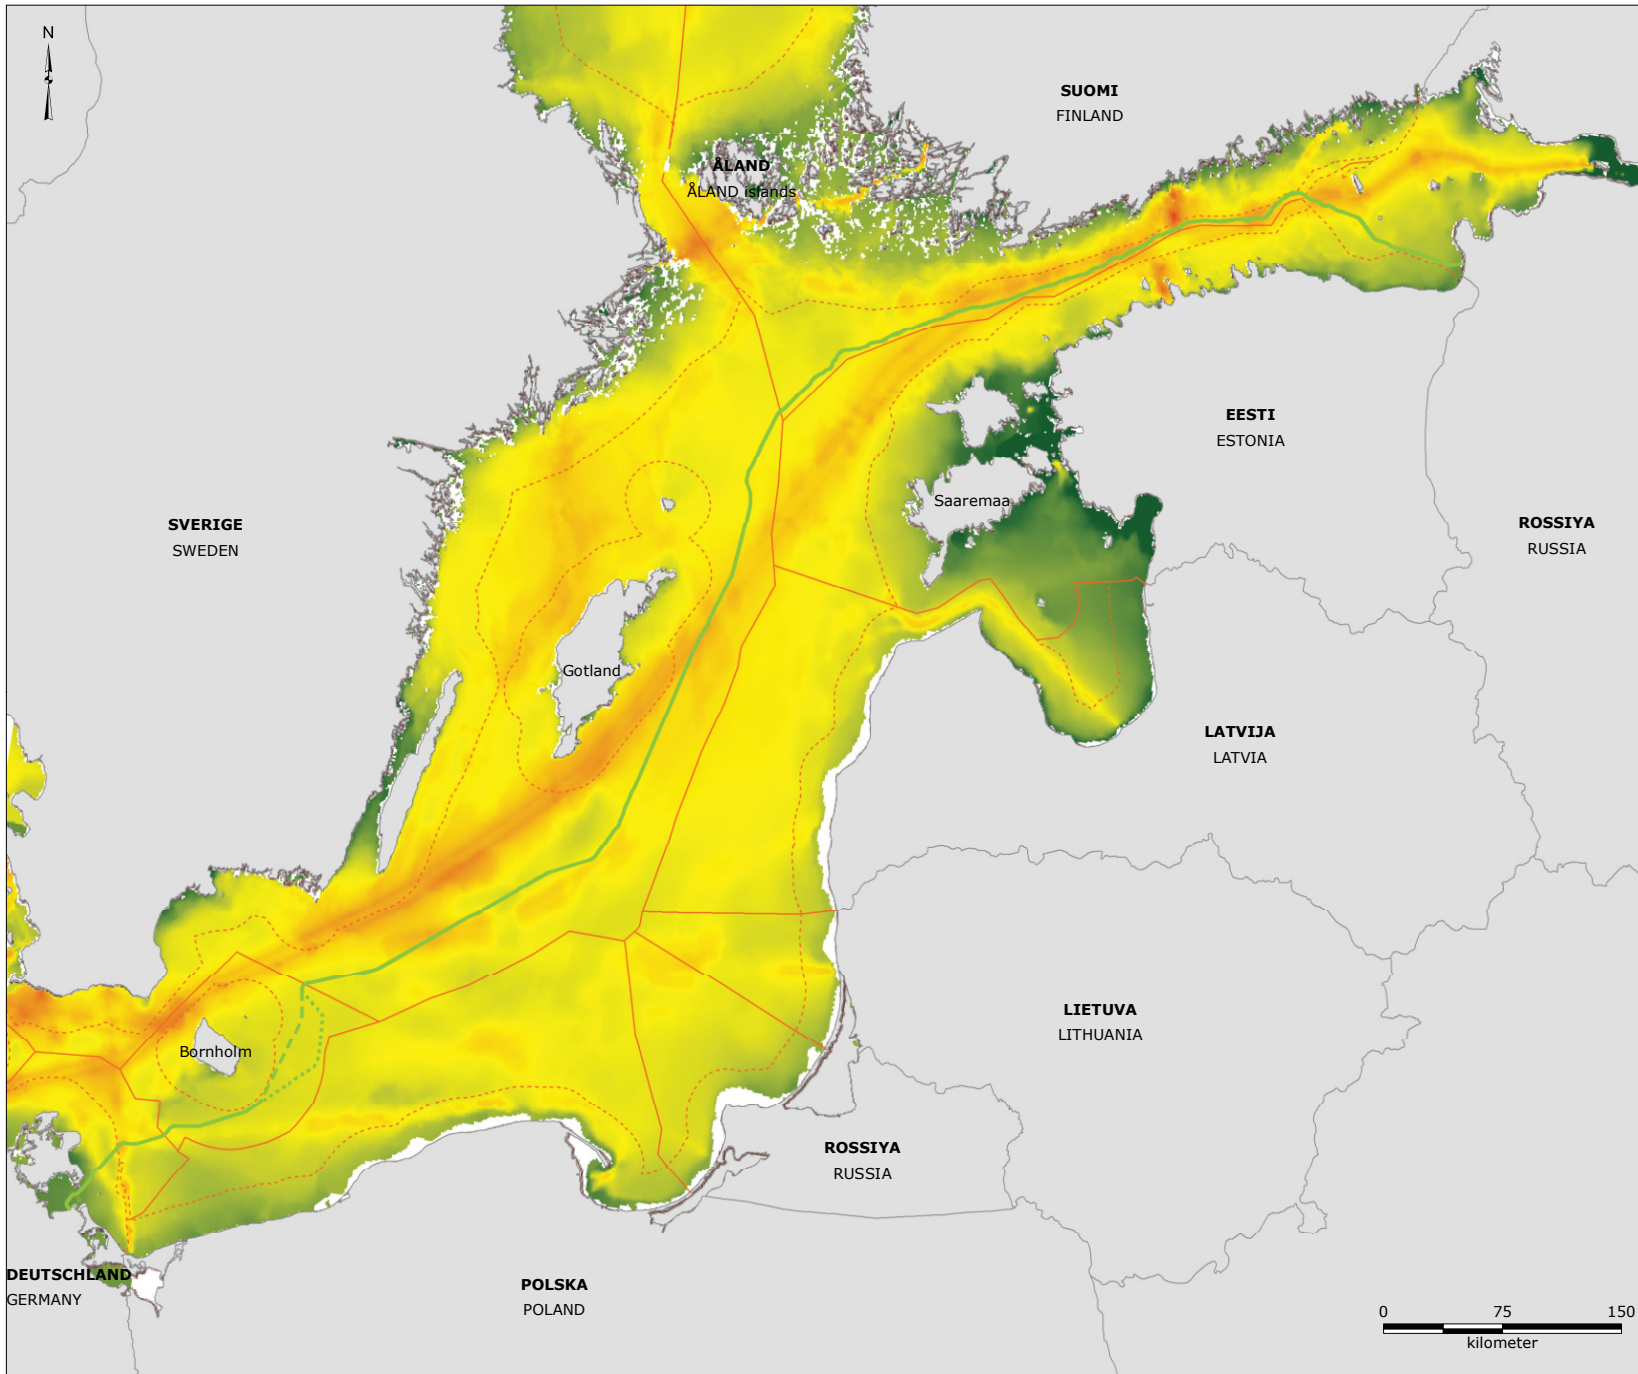 N
SUOMI
FINLAND
ÅLAND
ÅLAND islands
EESTI
ESTONIA
Saaremaa
SVERIGE
SWEDEN
ROSSIYA
RUSSIA
Gotland
LATVIJA
LATVIA
LIETUVA
LITHUANIA
Bornholm
ROSSIYA
RUSSIA
DEUTSCHLAND
GERMANY
POLSKA
POLAND
0 75 150
kilometer